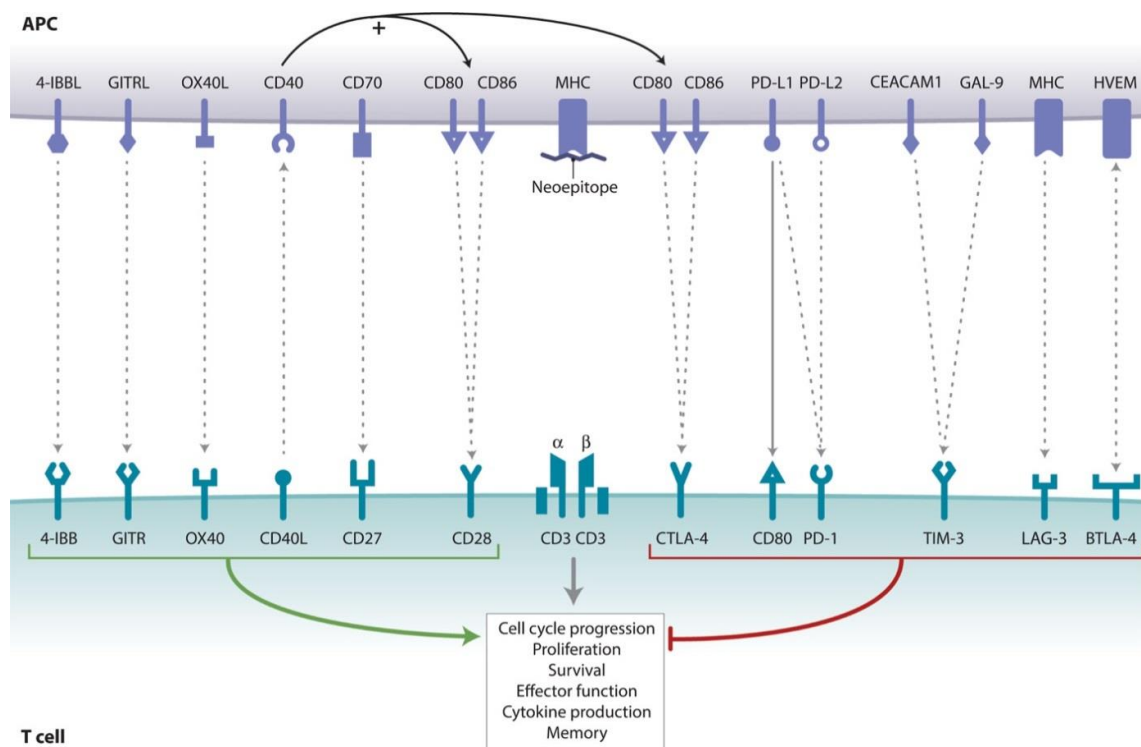 APC
+
4-IBBL GITRL OX40L CD40 CD70 CD80 CD86 MHC CD80 CD86 PD-L1 PD-L2 CEACAM1 GAL-9 MHC HVEM
Neoepitope
α β
4-IBB GITR OX40 CD40L CD27 CD28 CD3 CD3 CTLA-4 CD80 PD-1 TIM-3 LAG-3 BTLA-4
Cell cycle progression
Proliferation
Survival
Effector function
Cytokine production
Memory
T cell